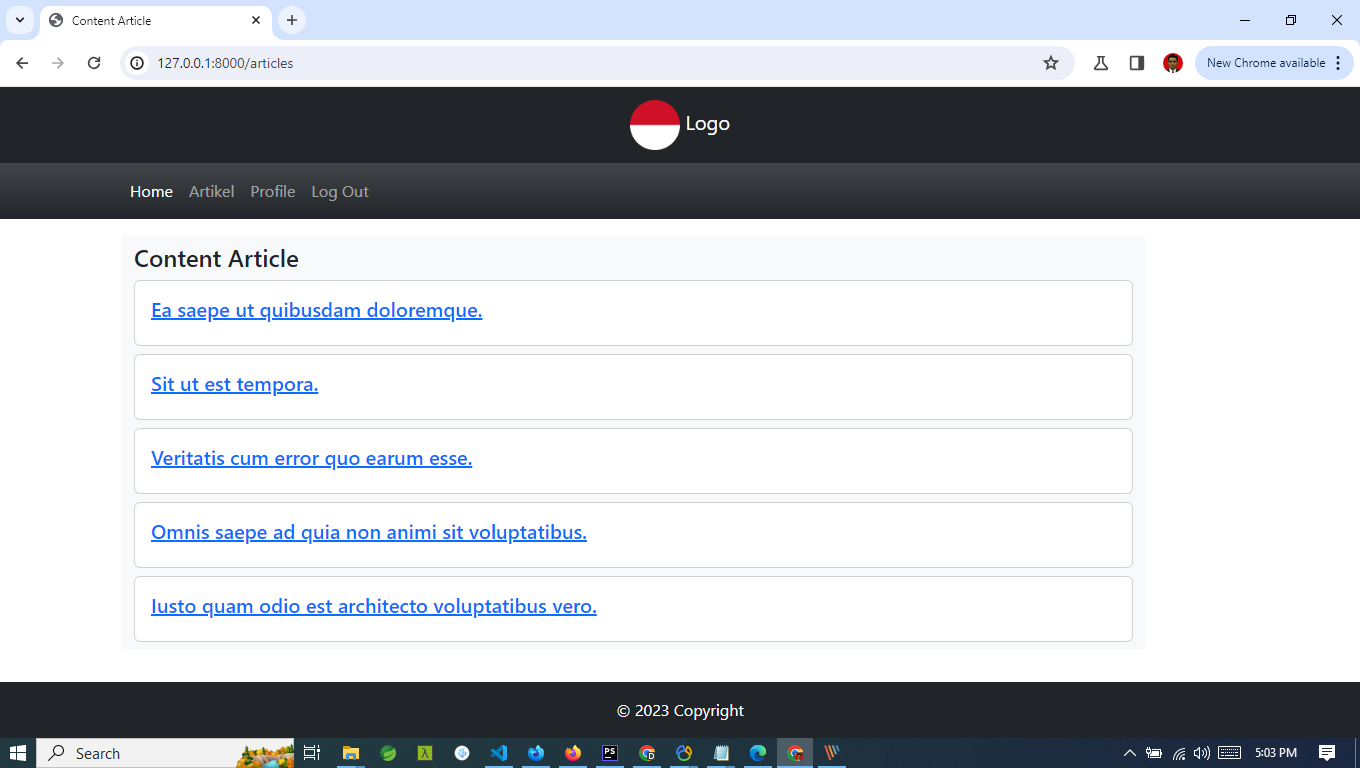 Content Article
127.0.0.1:8000/articles
New Chrome available
Logo
Home Artikel Profile Log Out
Content Article
Ea saepe ut quibusdam doloremque.
Sit ut est tempora.
Veritatis cum error quo earum esse.
Omnis saepe ad quia non animi sit voluptatibus.
Iusto quam odio est architecto voluptatibus vero.
© 2023 Copyright
Search
PS
5:03 PM